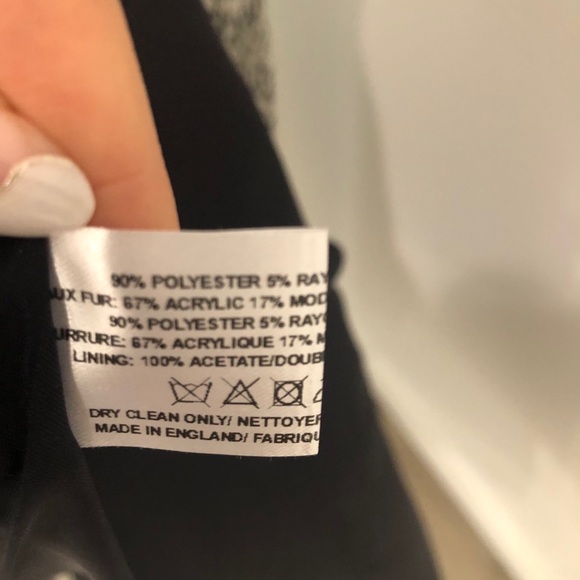 90% POLYESTER 5% RAY
UX FUR: 67% ACRYLIC 17% MOD
90% POLYESTER 5% RAY
URRURE: 67% ACRYLIQUE 17% M
LINING: 100% ACETATE/DOUB
DRY CLEAN ONLY/ NETTOYER
MADE IN ENGLAND/ FABRIQU